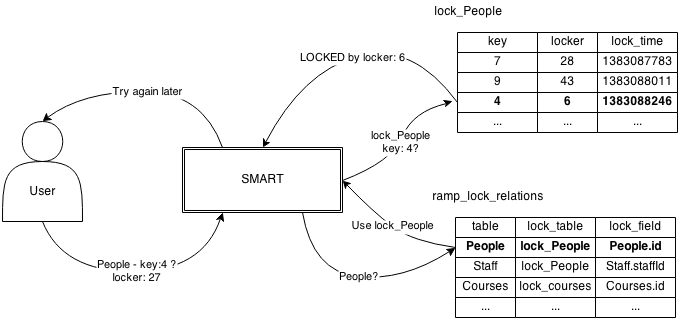 lock_People
key locker lock_time
7 28 1383087783
9 43 1383088011
4 6 1383088246
... ... ...
LOCKED by locker: 6
Try again later
lock_People
key: 4?
User
SMART
ramp_lock_relations
Use lock_People
table lock_table lock_field
People lock_People People.id
Staff lock_People Staff.staffId
Courses lock_courses Courses.id
... ... ...
People - key:4 ?
locker: 27
People?